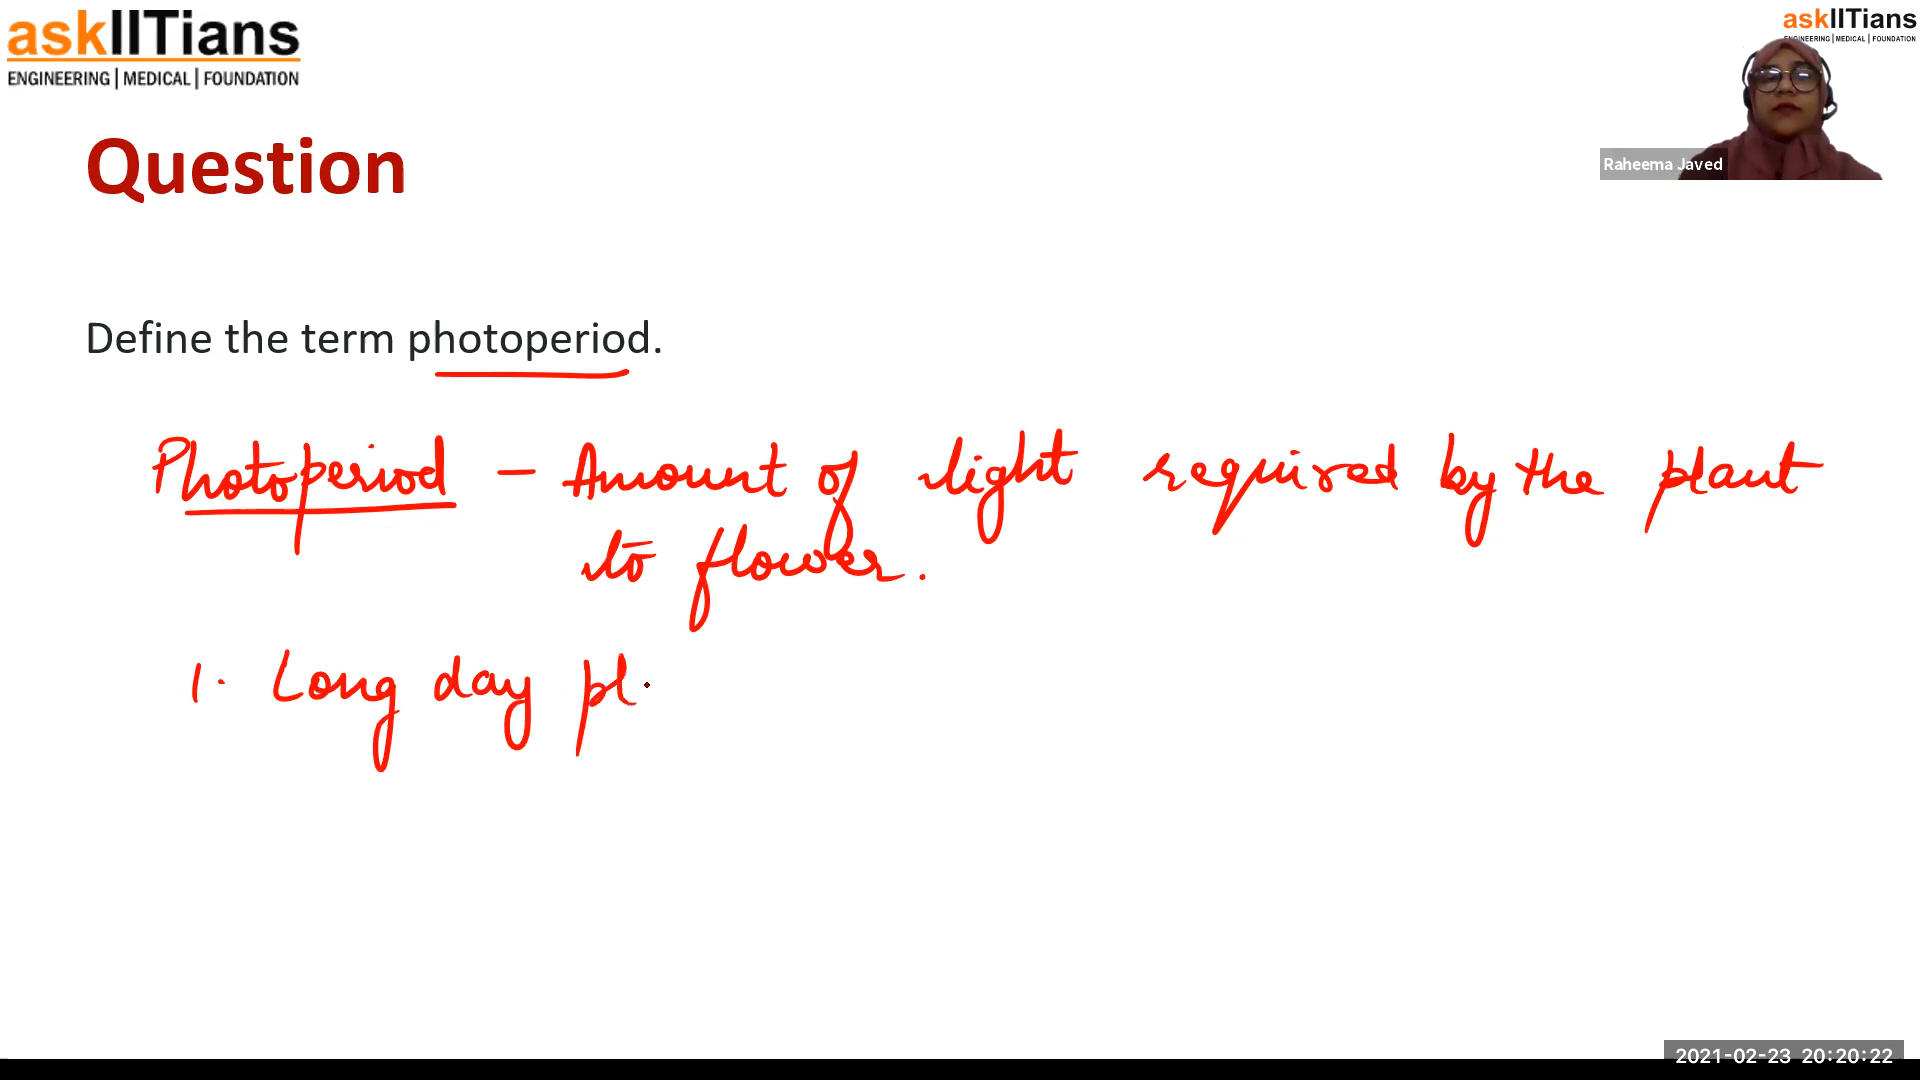 askIITians
ENGINEERING | MEDICAL | FOUNDATION
askIITians
ENGINEERING | MEDICAL | FOUNDATION
Raheema Javed
Question
Define the term photoperiod.
Photoperiod – Amount of light required by the plant
to flower.
1. Long day pl
2021-02-23 20:20:22